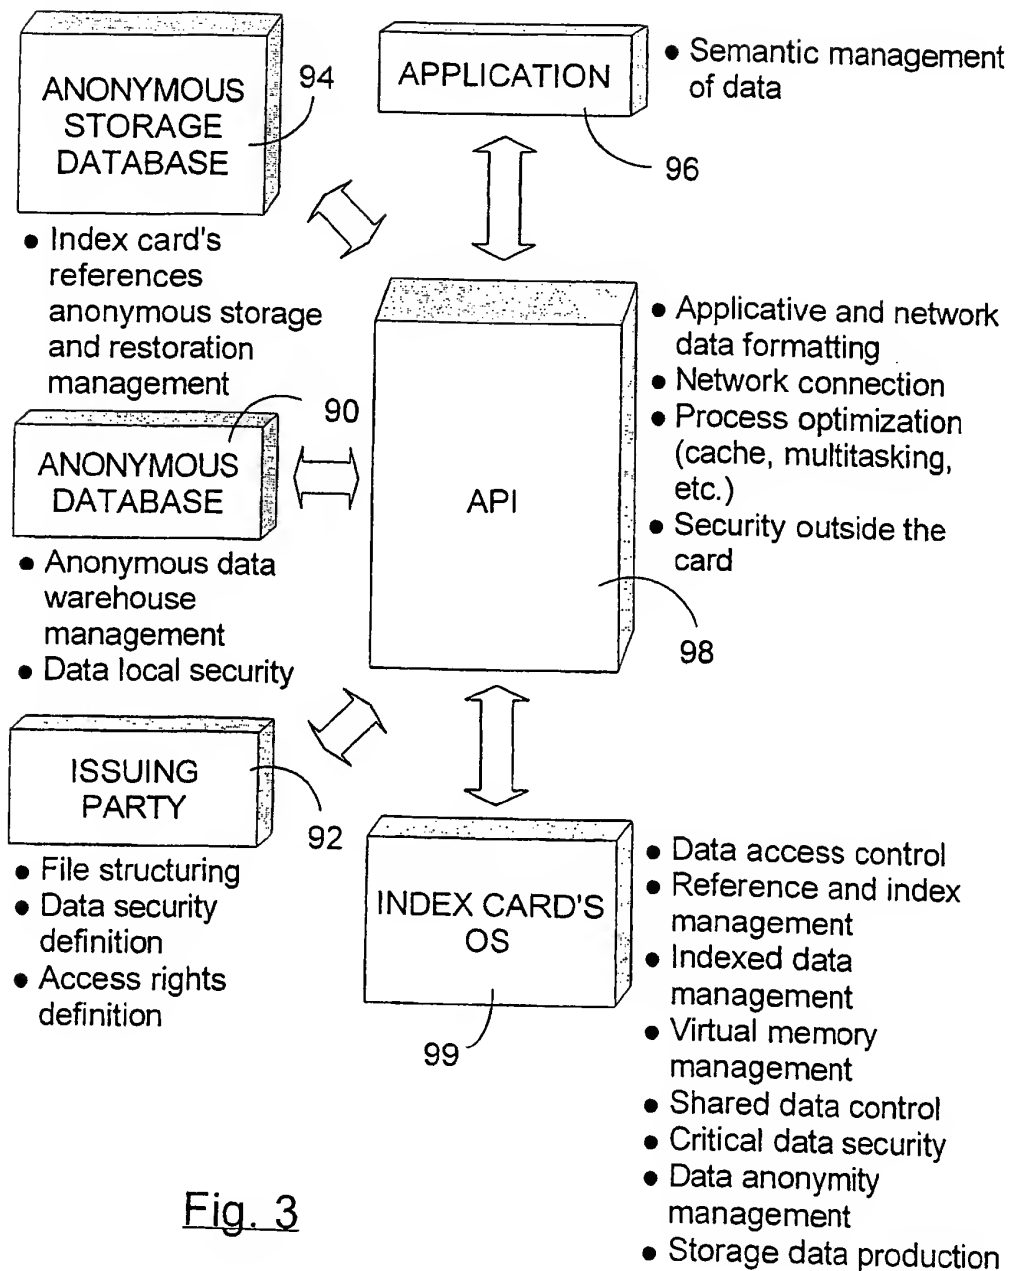 ANONYMOUS
STORAGE
DATABASE
94
● Index card's
references
anonymous storage
and restoration
management
APPLICATION
96
● Semantic management
of data
90
ANONYMOUS
DATABASE
● Anonymous data
warehouse
management
● Data local security
API
98
● Applicative and network
data formatting
● Network connection
● Process optimization
(cache, multitasking,
etc.)
● Security outside the
card
ISSUING
PARTY
92
● File structuring
● Data security
definition
● Access rights
definition
INDEX CARD'S
OS
99
● Data access control
● Reference and index
management
● Indexed data
management
● Virtual memory
management
● Shared data control
● Critical data security
● Data anonymity
management
● Storage data production
Fig. 3